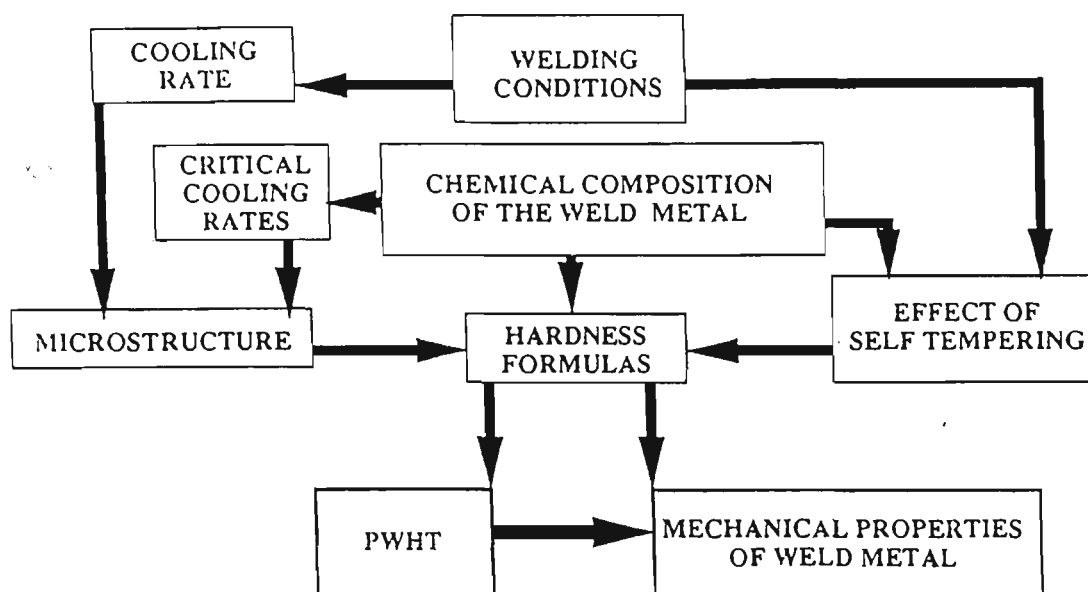 COOLING
RATE
WELDING
CONDITIONS
CRITICAL
COOLING
RATES
CHEMICAL COMPOSITION
OF THE WELD METAL
MICROSTRUCTURE
HARDNESS
FORMULAS
EFFECT OF
SELF TEMPERING
PWHT
MECHANICAL PROPERTIES
OF WELD METAL